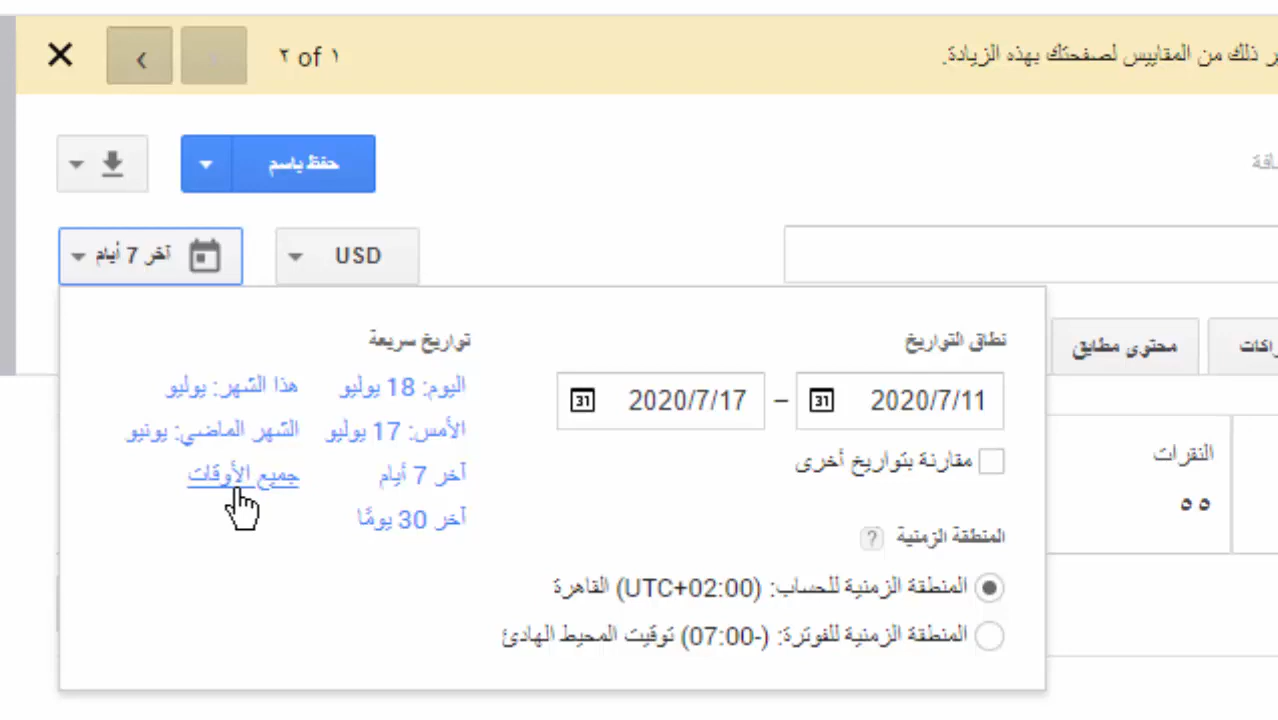 ر ذلك من المقاييس لصفحتك بهذه الزيادة.
١ of ٢
حفظ باسم
USD
آخر 7 أيام
محتوى مطابق
نطاق التواريخ
2020/7/11 – 2020/7/17
مقارنة بتواريخ أخرى
المنطقة الزمنية ?
المنطقة الزمنية للحساب: (UTC+02:00) القاهرة
المنطقة الزمنية للفوترة: (-07:00) توقيت المحيط الهادئ
تواريخ سريعة
اليوم: 18 يوليو
الأمس: 17 يوليو
آخر 7 أيام
آخر 30 يومًا
هذا الشهر: يوليو
الشهر الماضي: يونيو
جميع الأوقات
النقرات
٥٥